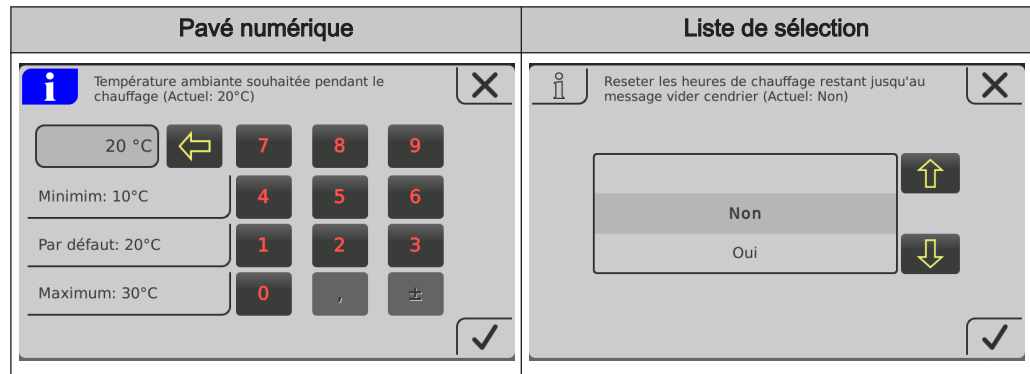 Pavé numérique
Liste de sélection
i
Température ambiante souhaitée pendant le
chauffage (Actuel: 20°C)
20 °C
7 8 9
Minimim: 10°C
4 5 6
Par défaut: 20°C
1 2 3
Maximum: 30°C
0 , ±
i
Reseter les heures de chauffage restant jusqu'au
message vider cendrier (Actuel: Non)
Non
Oui